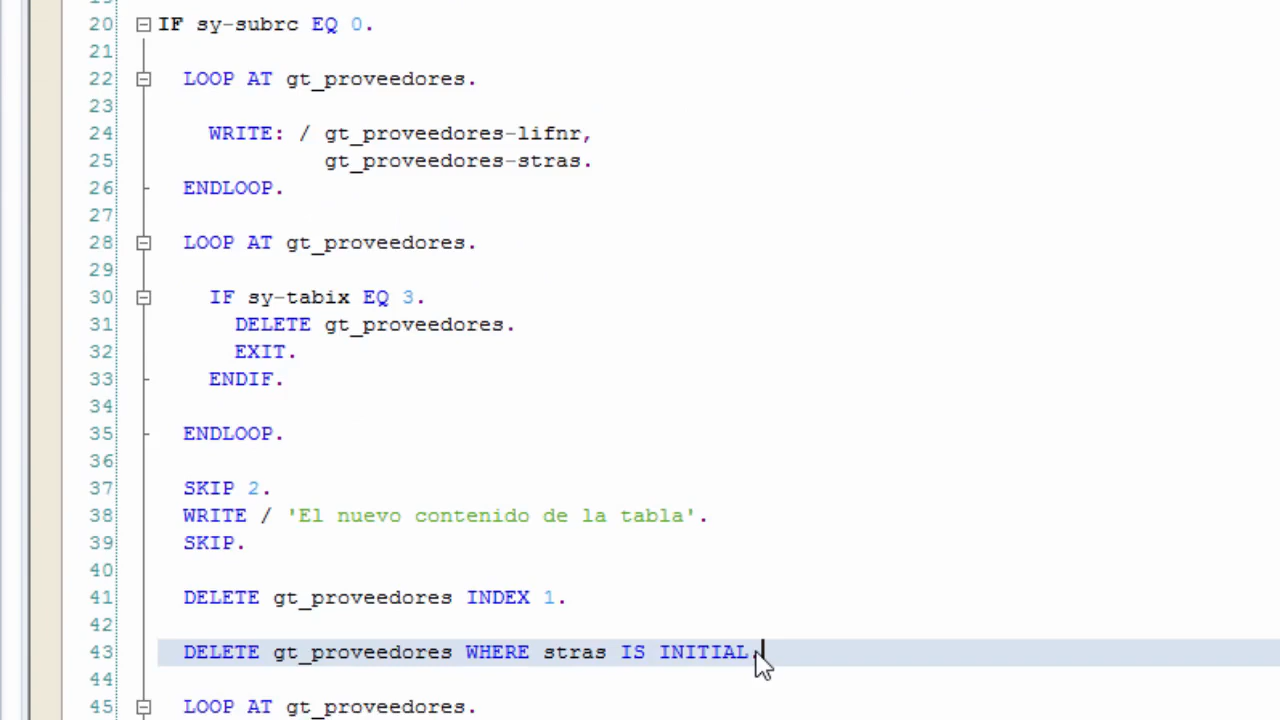 20 IF sy-subrc EQ 0.
21
22 LOOP AT gt_proveedores.
23
24 WRITE: / gt_proveedores-lifnr,
25 gt_proveedores-stras.
26 ENDLOOP.
27
28 LOOP AT gt_proveedores.
29
30 IF sy-tabix EQ 3.
31 DELETE gt_proveedores.
32 EXIT.
33 ENDIF.
34
35 ENDLOOP.
36
37 SKIP 2.
38 WRITE / 'El nuevo contenido de la tabla'.
39 SKIP.
40
41 DELETE gt_proveedores INDEX 1.
42
43 DELETE gt_proveedores WHERE stras IS INITIAL.
44
45 LOOP AT gt_proveedores.